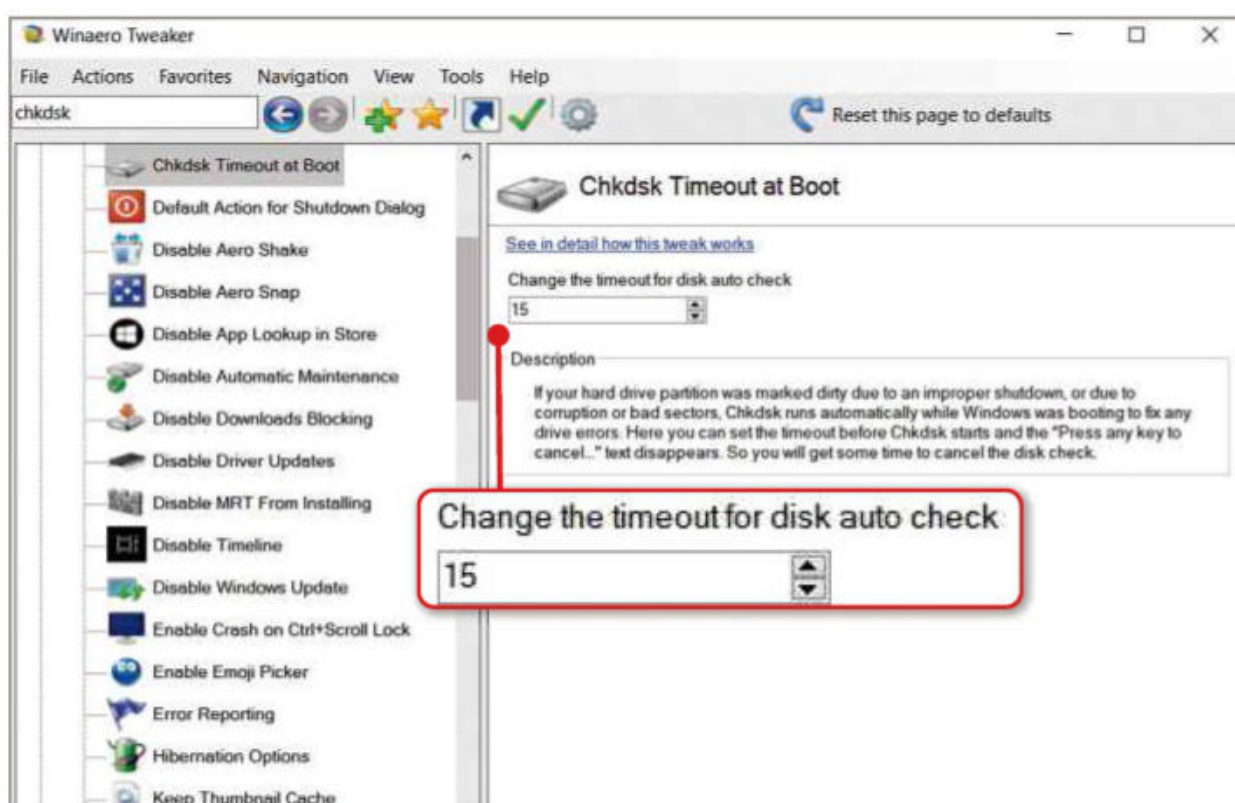 Winaero Tweaker
File Actions Favorites Navigation View Tools Help
chkdsk
Reset this page to defaults
Chkdsk Timeout at Boot
Default Action for Shutdown Dialog
Disable Aero Shake
Disable Aero Snap
Disable App Lookup in Store
Disable Automatic Maintenance
Disable Downloads Blocking
Disable Driver Updates
Disable MRT From Installing
Disable Timeline
Disable Windows Update
Enable Crash on Ctrl+Scroll Lock
Enable Emoji Picker
Error Reporting
Hibernation Options
Keep Thumbnail Cache
Chkdsk Timeout at Boot
See in detail how this tweak works
Change the timeout for disk auto check
15
Description
If your hard drive partition was marked dirty due to an improper shutdown, or due to
corruption or bad sectors, Chkdsk runs automatically while Windows was booting to fix any
drive errors. Here you can set the timeout before Chkdsk starts and the "Press any key to
cancel..." text disappears. So you will get some time to cancel the disk check.
Change the timeout for disk auto check
15